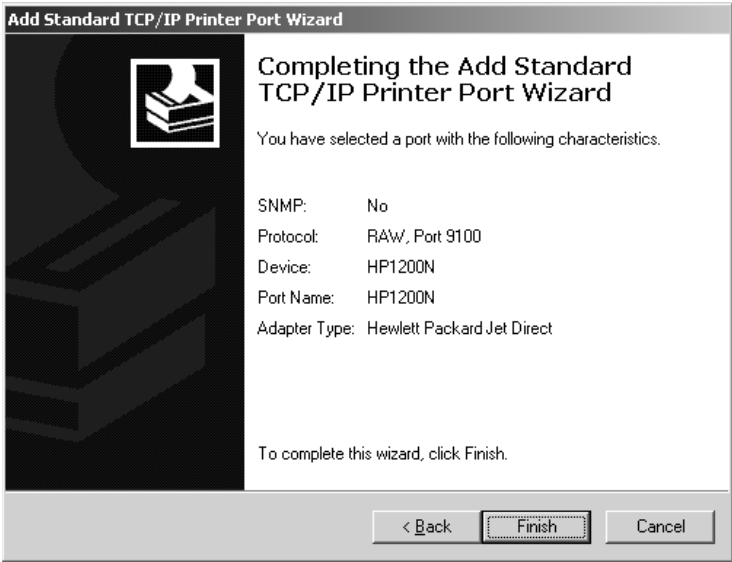 Add Standard TCP/IP Printer Port Wizard
Completing the Add Standard
TCP/IP Printer Port Wizard
You have selected a port with the following characteristics.
SNMP: No
Protocol: RAW, Port 9100
Device: HP1200N
Port Name: HP1200N
Adapter Type: Hewlett Packard Jet Direct
To complete this wizard, click Finish.
< Back Finish Cancel